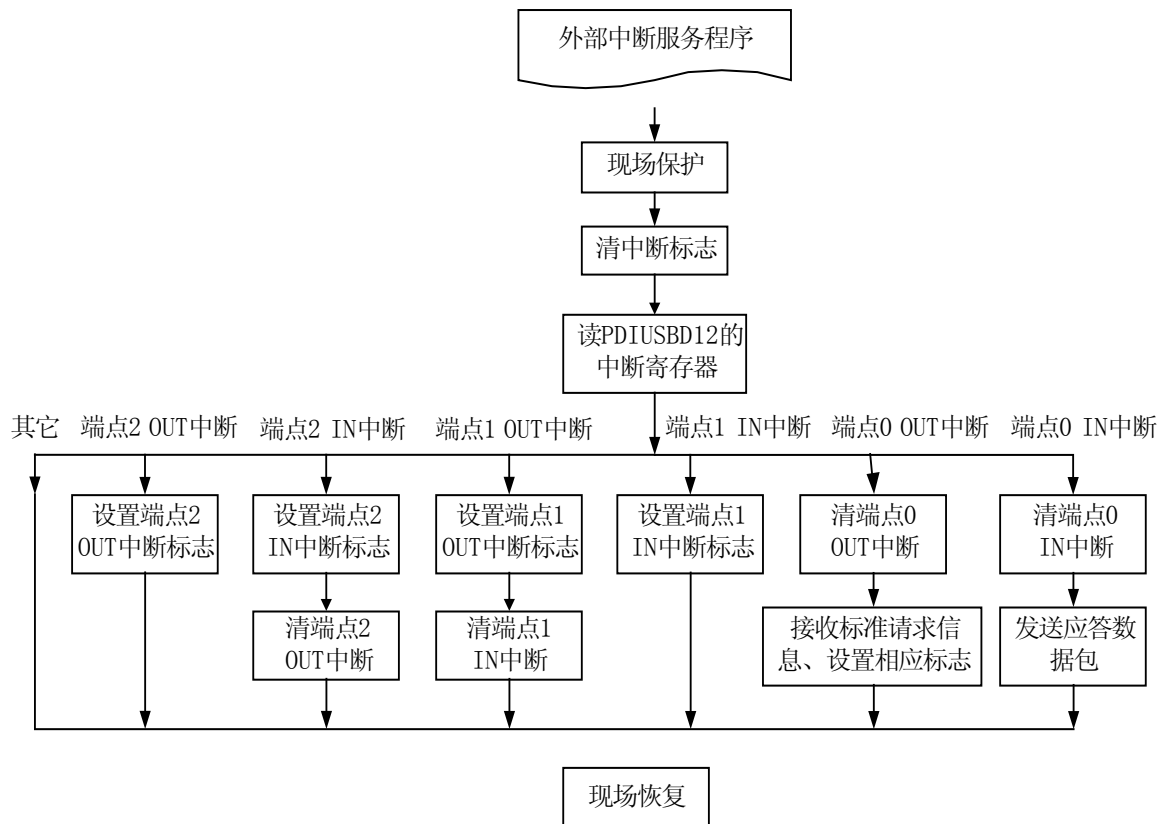 外部中断服务程序
现场保护
清中断标志
读PDIUSBD12的
中断寄存器
其它
端点2 OUT中断
端点2 IN中断
端点1 OUT中断
端点1 IN中断
端点0 OUT中断
端点0 IN中断
设置端点2
OUT中断标志
设置端点2
IN中断标志
设置端点1
OUT中断标志
设置端点1
IN中断标志
清端点0
OUT中断
清端点0
IN中断
清端点2
OUT中断
清端点1
IN中断
接收标准请求信
息、设置相应标志
发送应答数
据包
现场恢复